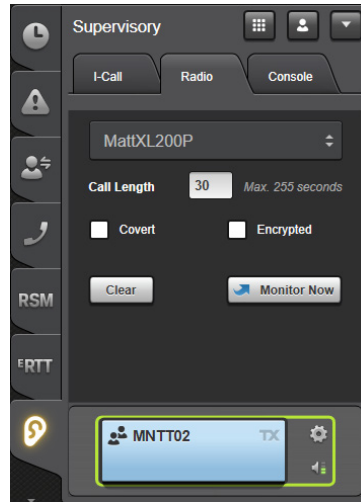 Supervisory
I-Call
Radio
Console
MattXL200P
Call Length 30 Max. 255 seconds
Covert
Encrypted
Clear
Monitor Now
RSM
ERTT
MNTT02 TX